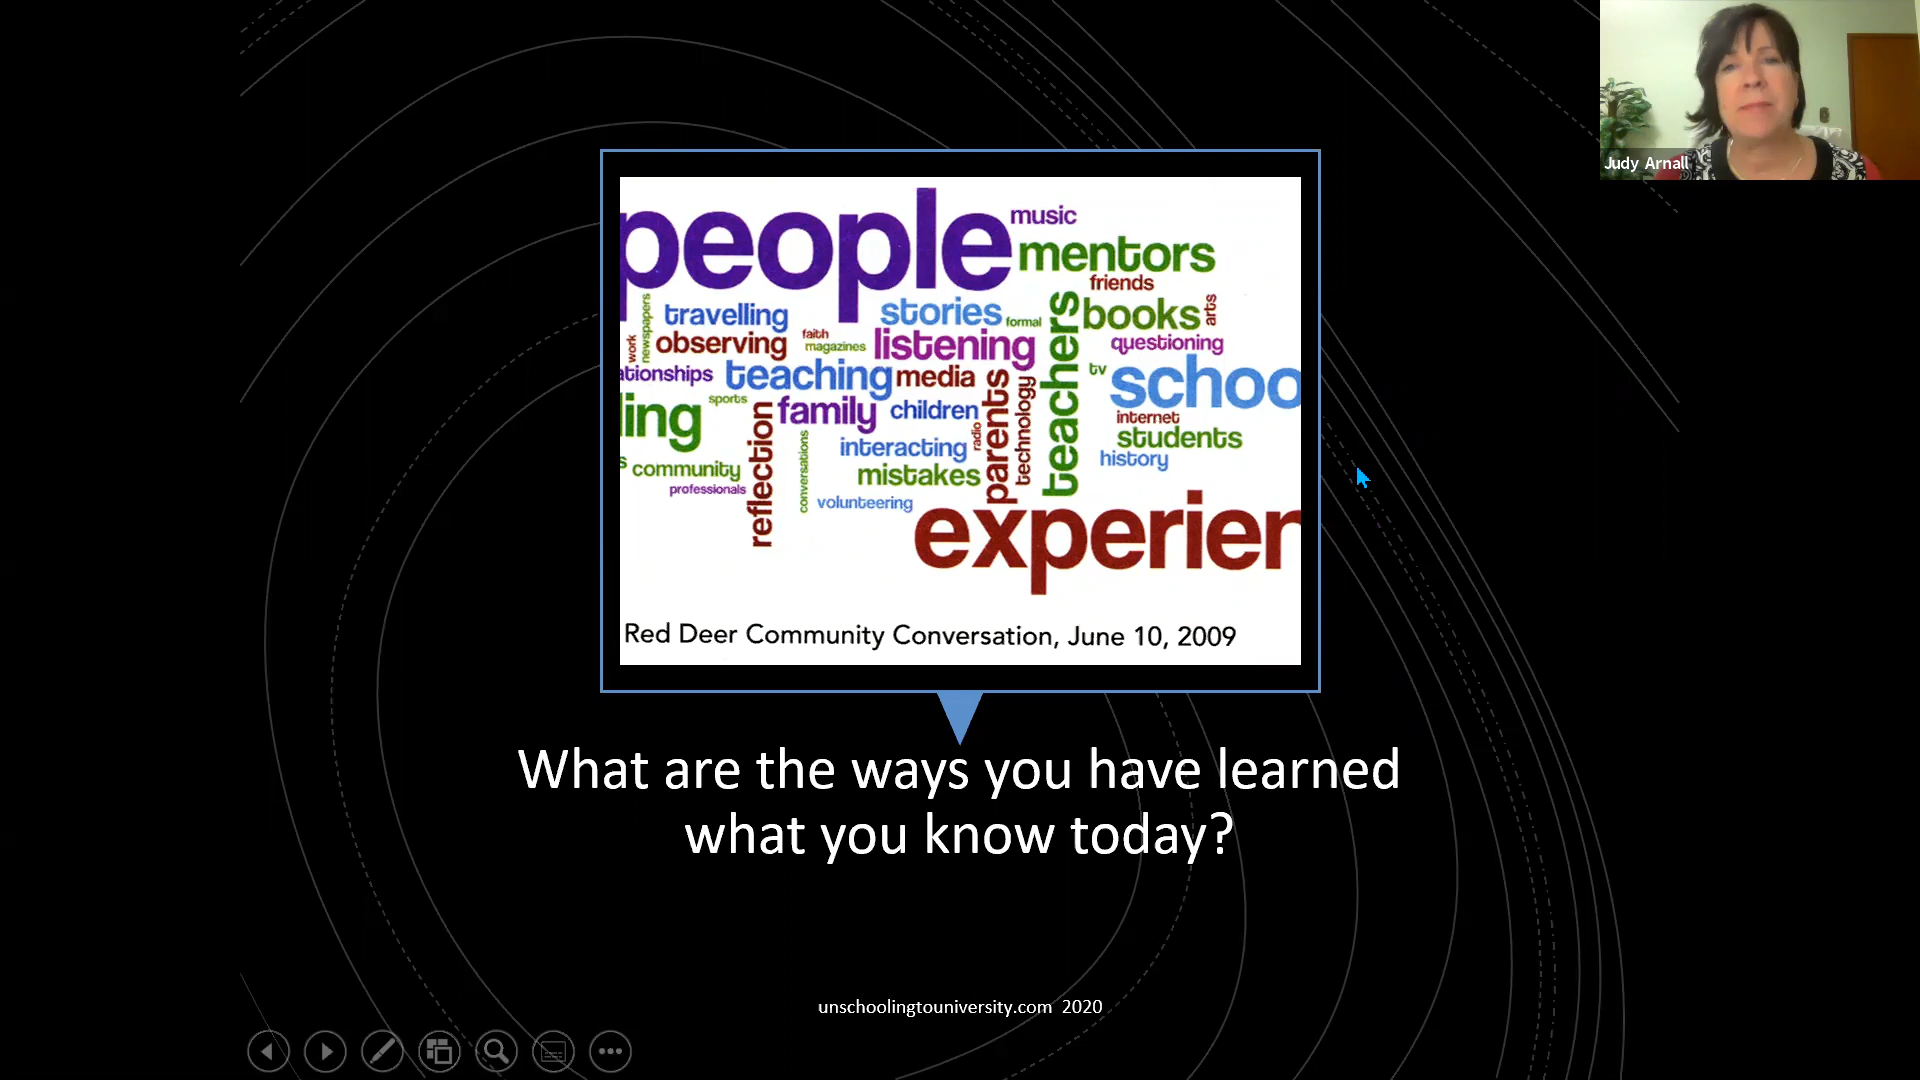 Judy Arnall
people
music
mentors
friends
travelling
stories
formal
teachers
books
arts
newspapers
work
observing
faith
magazines
listening
questioning
ationships
teaching
media
parents
technology
tv
schoo
ling
sports
reflection
family
children
internet
students
conversations
interacting
radio
history
s
community
mistakes
professionals
volunteering
experien
Red Deer Community Conversation, June 10, 2009
What are the ways you have learned
what you know today?
unschoolingtouniversity.com 2020